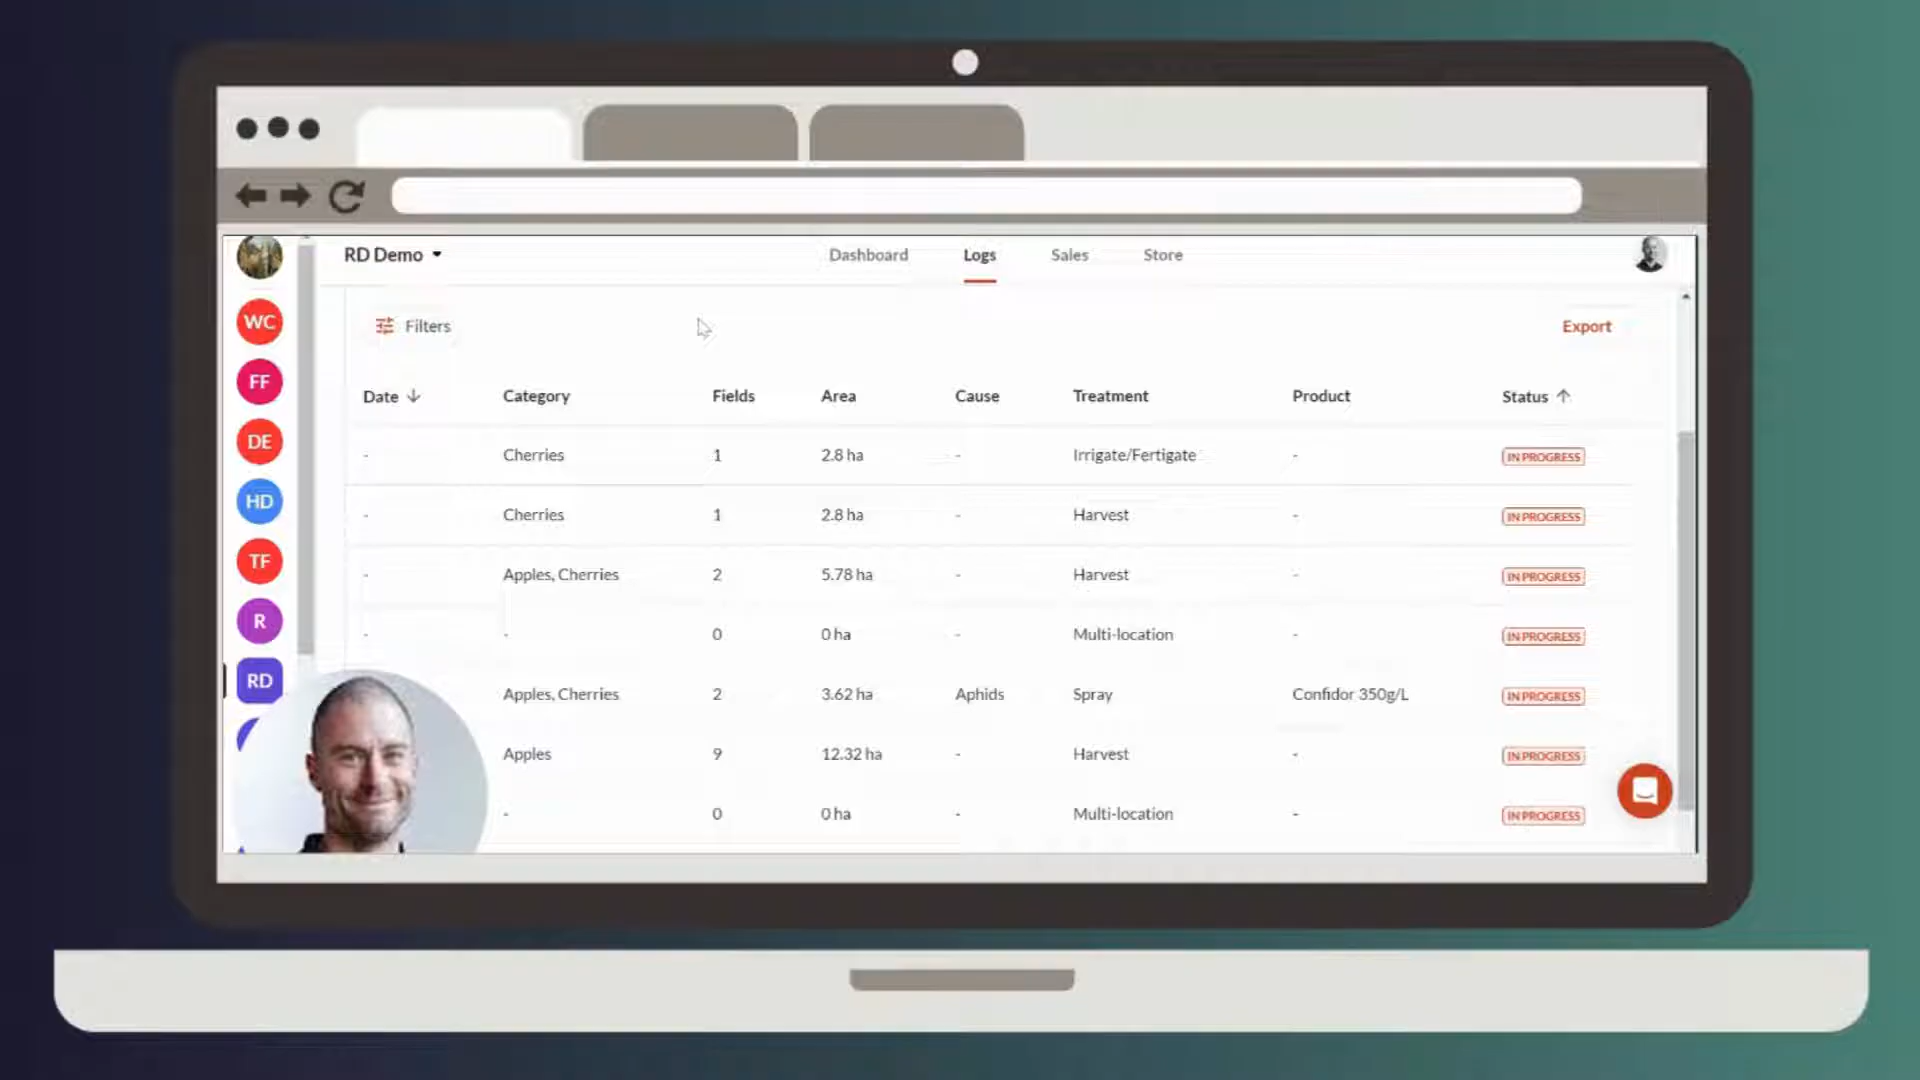 RD Demo Dashboard Logs Sales Store
WC
FF
DE
HD
TF
R
RD
Filters Export
Date Category Fields Area Cause Treatment Product Status
- Cherries 1 2.8 ha - Irrigate/Fertigate - IN PROGRESS
- Cherries 1 2.8 ha - Harvest - IN PROGRESS
- Apples, Cherries 2 5.78 ha - Harvest - IN PROGRESS
- - 0 0 ha - Multi-location - IN PROGRESS
Apples, Cherries 2 3.62 ha Aphids Spray Confidor 350g/L IN PROGRESS
Apples 9 12.32 ha - Harvest - IN PROGRESS
- 0 0 ha - Multi-location - IN PROGRESS